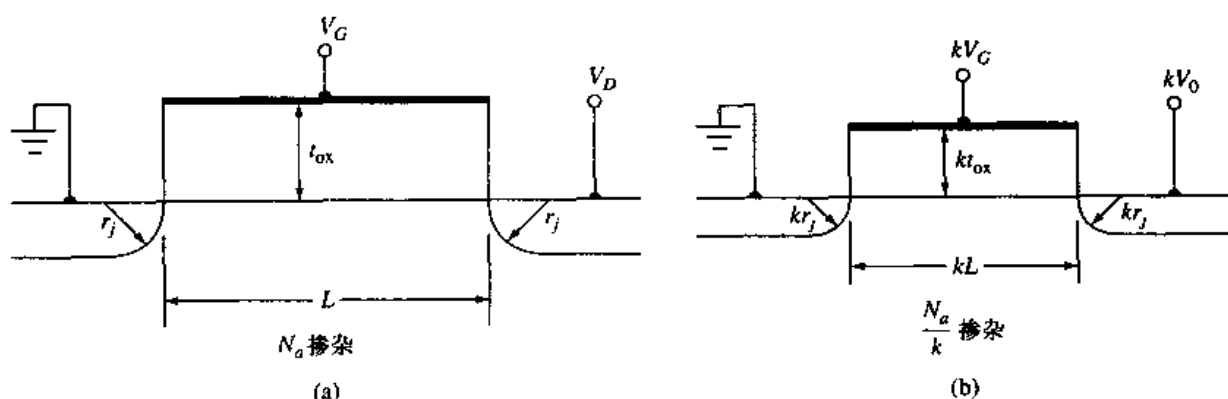 V_G
V_D
t_ox
r_j
r_j
L
N_a 掺杂
(a)
kV_G
kV_0
kt_ox
kr_j
kr_j
kL
N_a/k 掺杂
(b)